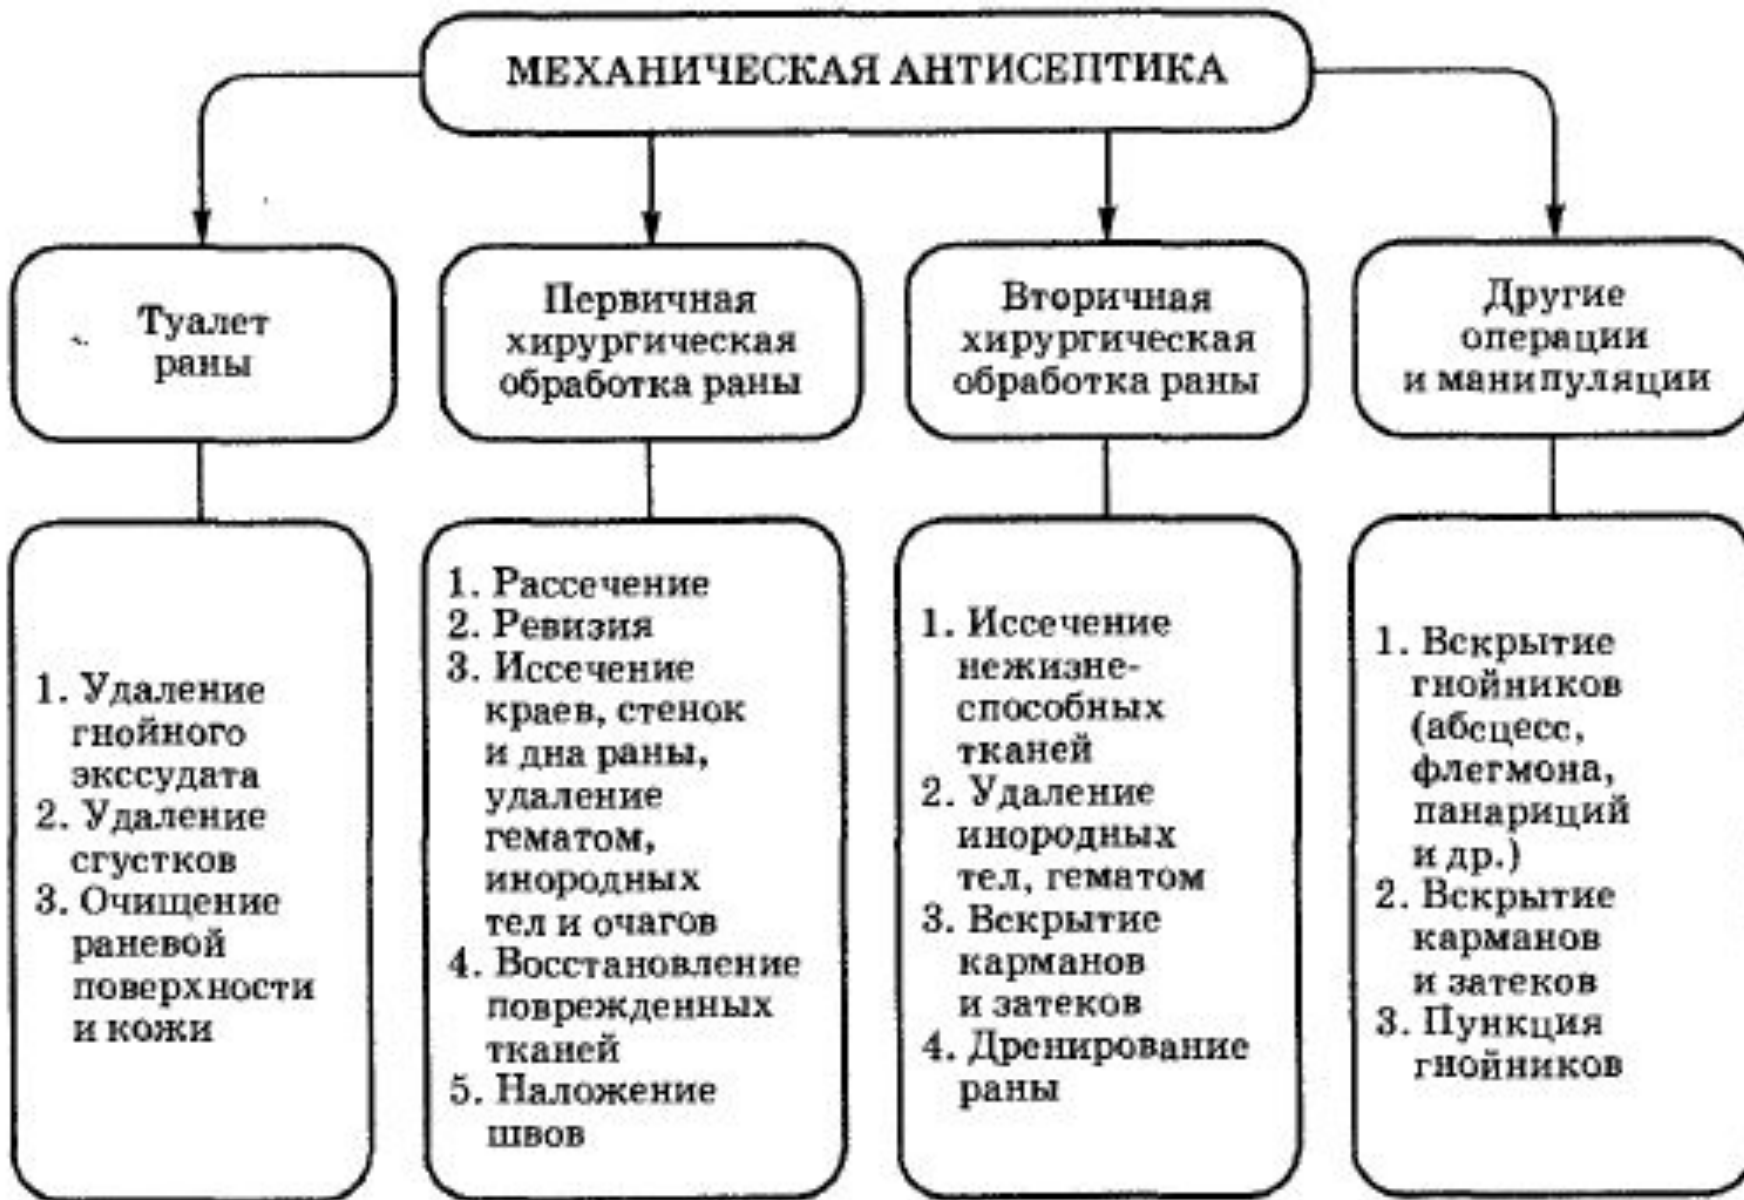 МЕХАНИЧЕСКАЯ АНТИСЕПТИКА
Туалет
раны
Первичная
хирургическая
обработка раны
Вторичная
хирургическая
обработка раны
Другие
операции
и манипуляции
1. Удаление
гнойного
экссудата
2. Удаление
сгустков
3. Очищение
раневой
поверхности
и кожи
1. Рассечение
2. Ревизия
3. Иссечение
краев, стенок
и дна раны,
удаление
гематом,
инородных
тел и очагов
4. Восстановление
поврежденных
тканей
5. Наложение
швов
1. Иссечение
нежизне-
способных
тканей
2. Удаление
инородных
тел, гематом
3. Вскрытие
карманов
и затеков
4. Дренирование
раны
1. Вскрытие
гнойников
(абсцесс,
флегмона,
панариций
и др.)
2. Вскрытие
карманов
и затеков
3. Пункция
гнойников